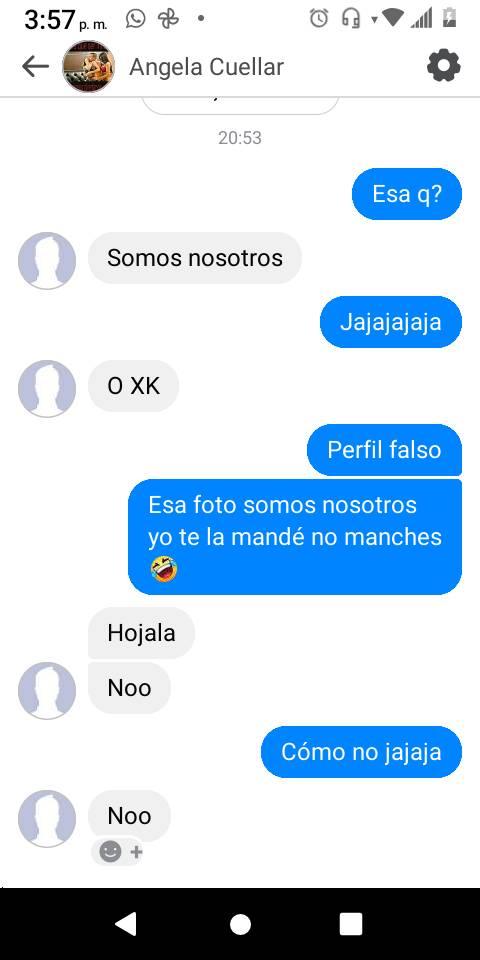 3:57 p. m.
Angela Cuellar
20:53
Esa q?
Somos nosotros
Jajajajaja
O XK
Perfil falso
Esa foto somos nosotros
yo te la mandé no manches
🤣
Hojala
Noo
Cómo no jajaja
Noo